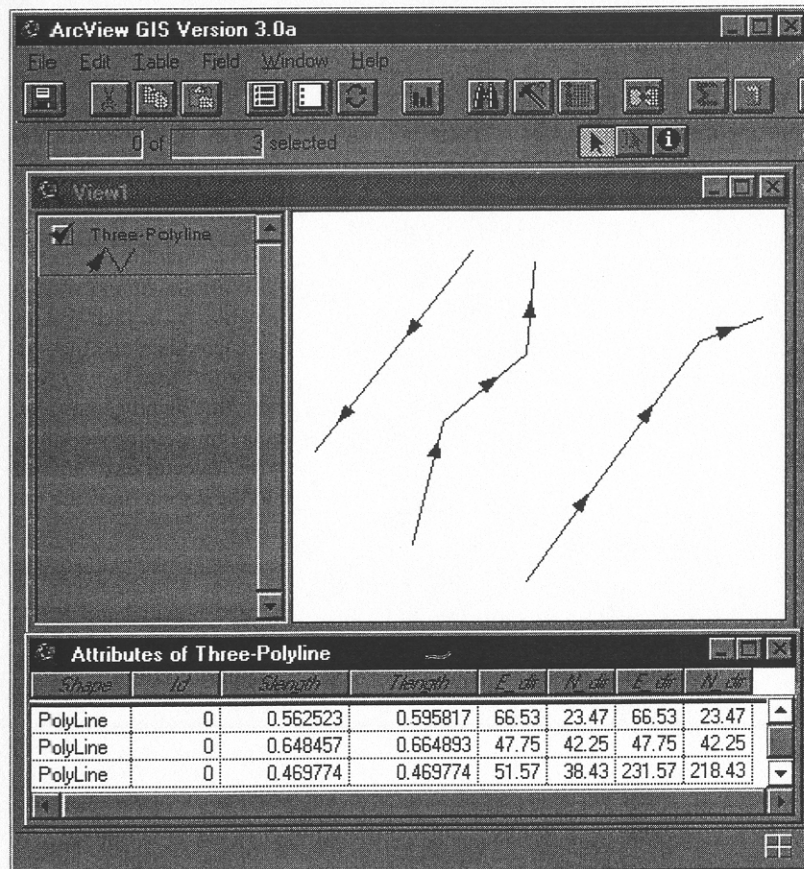 ArcView GIS Version 3.0a
File Edit Table Field Window Help
0 of 3 selected
View1
Three-Polyline
Attributes of Three-Polyline
Shape Id Slength Tlength E_dir N_dir E_dir N_dir
PolyLine 0 0.562523 0.595817 66.53 23.47 66.53 23.47
PolyLine 0 0.648457 0.664893 47.75 42.25 47.75 42.25
PolyLine 0 0.469774 0.469774 51.57 38.43 231.57 218.43